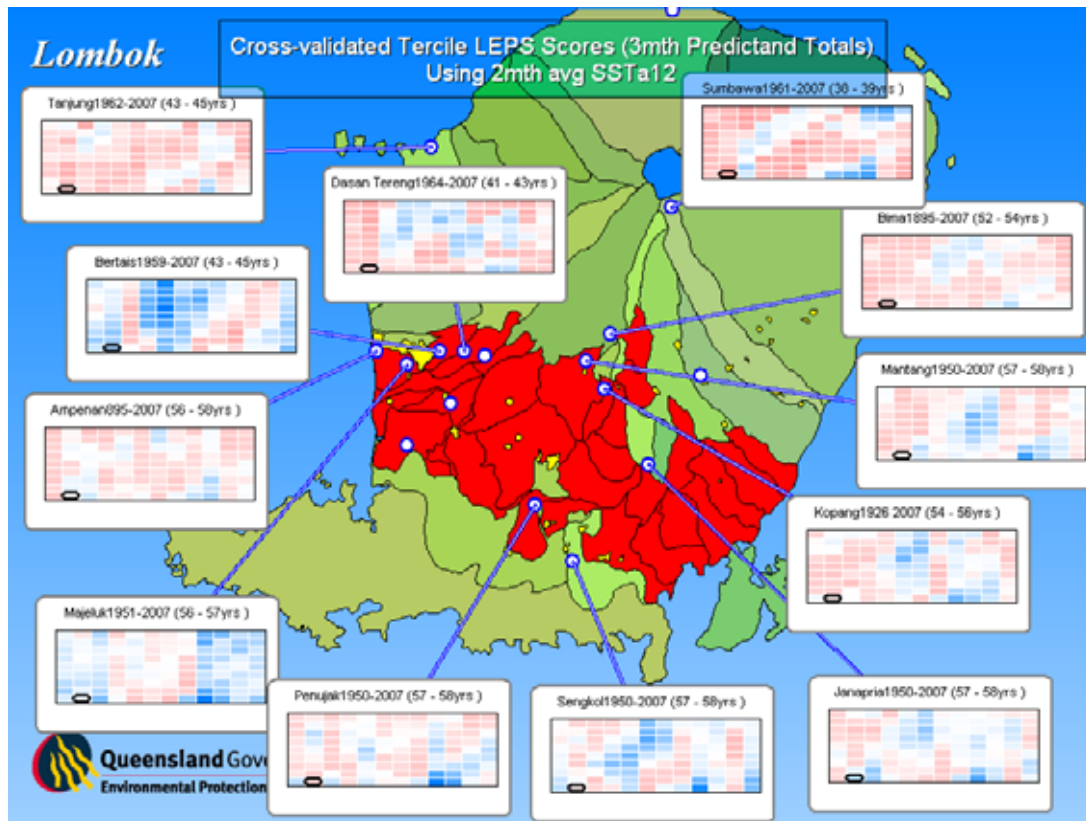 Lombok
Cross-validated Tercile LEPS Scores (3mth Predictand Totals)
Using 2mth avg SSTa12
Tanjung1962-2007 (43 - 45yrs )
Sumbawa1961-2007 (38 - 39yrs )
Dasan Tereng1964-2007 (41 - 43yrs )
Bima1895-2007 (52 - 54yrs )
Bertais1959-2007 (43 - 45yrs )
Mantang1950-2007 (57 - 58yrs )
Ampenan895-2007 (56 - 58yrs )
Kopang1926 2007 (54 - 56yrs )
Majeluk1951-2007 (56 - 57yrs )
Penujak1950-2007 (57 - 58yrs )
Sengkol1950-2007 (57 - 58yrs )
Janapria1950-2007 (57 - 58yrs )
Queensland Gove
Environmental Protection